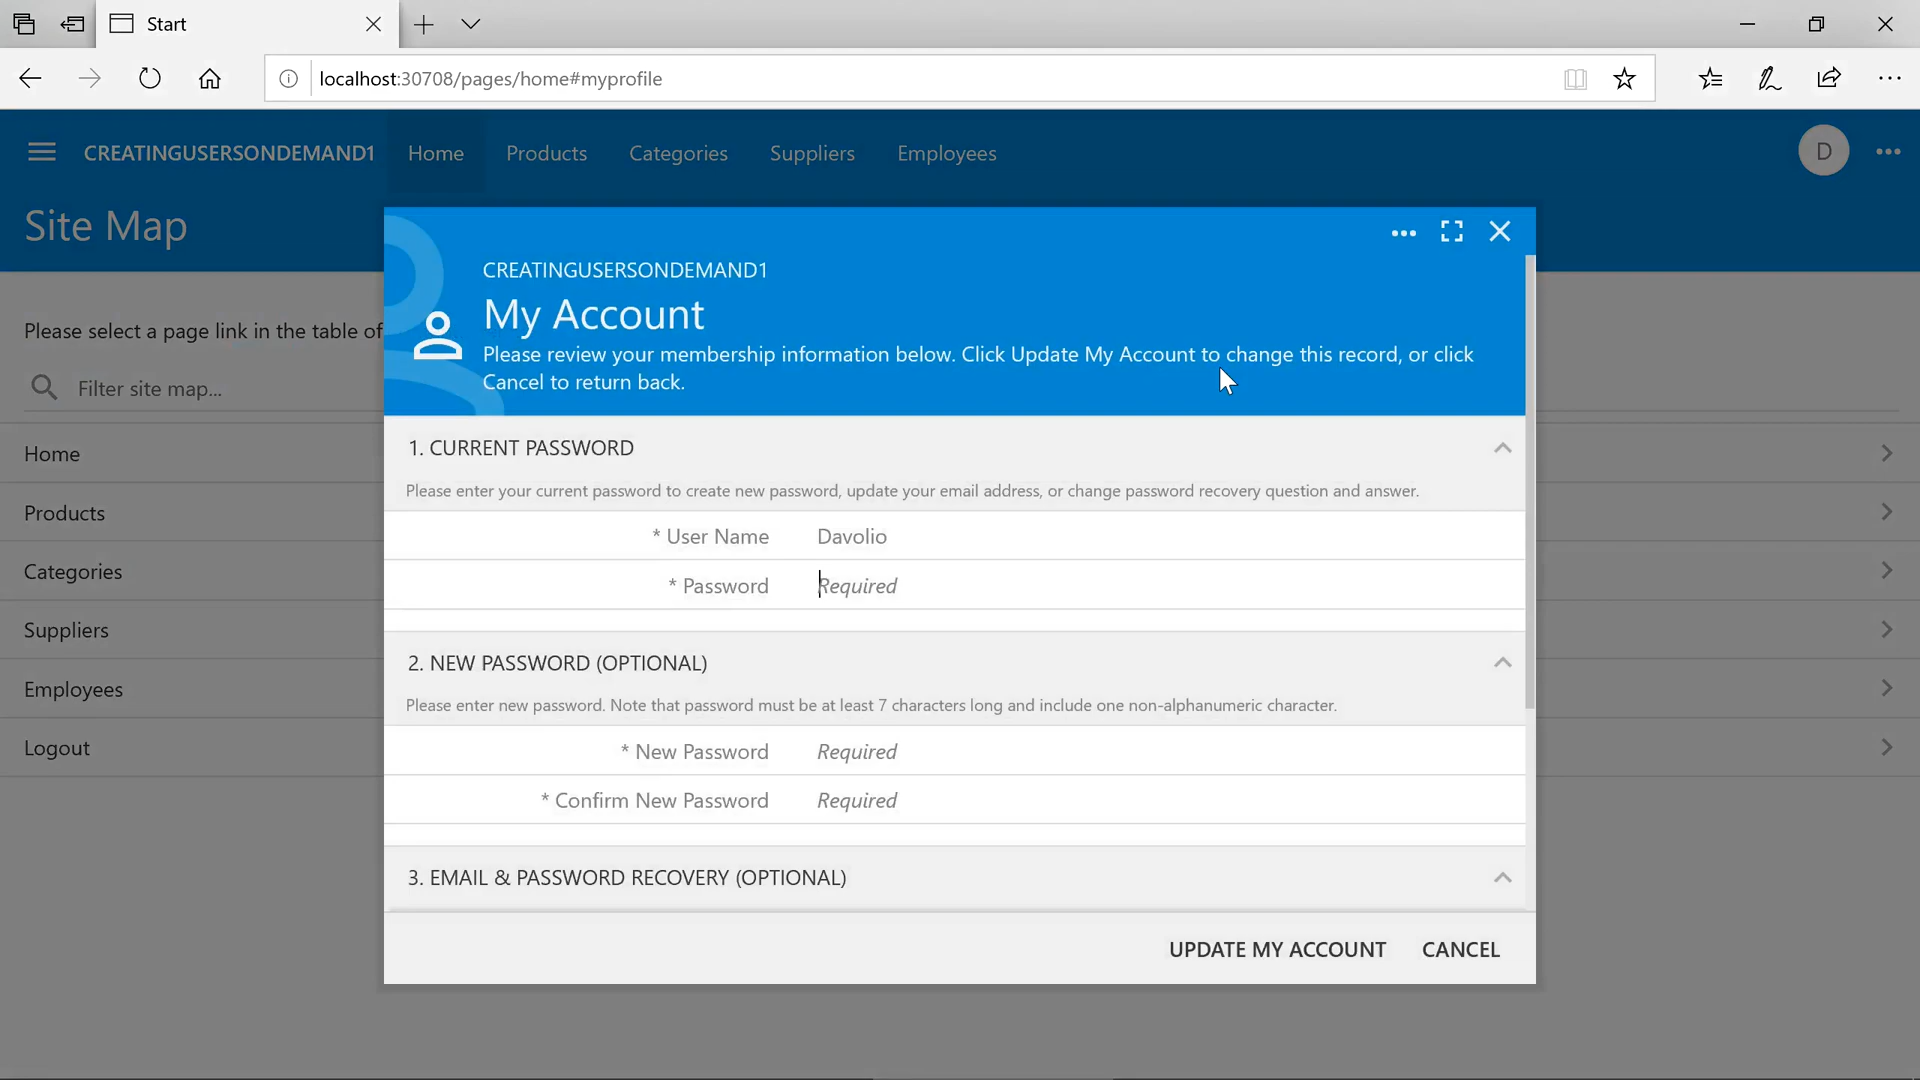 Start
localhost:30708/pages/home#myprofile
CREATINGUSERSONDEMAND1 Home Products Categories Suppliers Employees D
Site Map
Please select a page link in the table of
Filter site map...
Home
Products
Categories
Suppliers
Employees
Logout
CREATINGUSERSONDEMAND1
My Account
Please review your membership information below. Click Update My Account to change this record, or click
Cancel to return back.
1. CURRENT PASSWORD
Please enter your current password to create new password, update your email address, or change password recovery question and answer.
* User Name Davolio
* Password Required
2. NEW PASSWORD (OPTIONAL)
Please enter new password. Note that password must be at least 7 characters long and include one non-alphanumeric character.
* New Password Required
* Confirm New Password Required
3. EMAIL & PASSWORD RECOVERY (OPTIONAL)
UPDATE MY ACCOUNT CANCEL